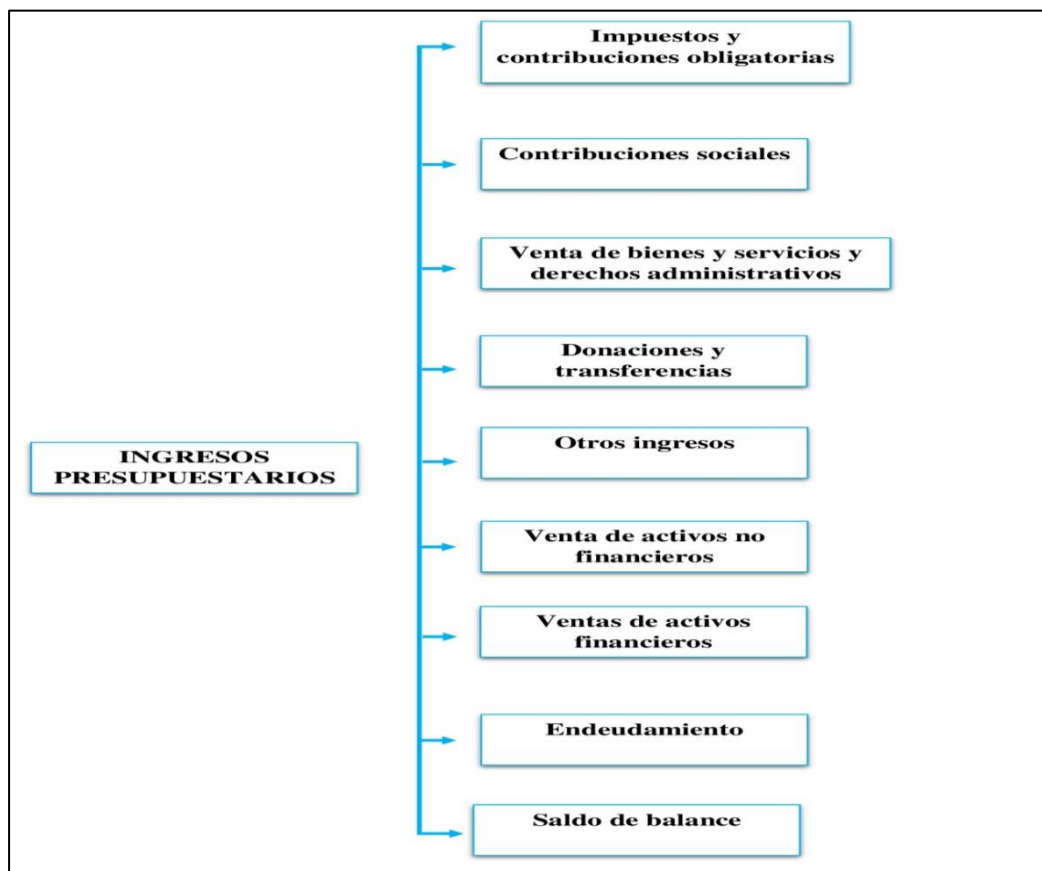 Impuestos y
contribuciones obligatorias
Contribuciones sociales
Venta de bienes y servicios y
derechos administrativos
Donaciones y
transferencias
INGRESOS
PRESUPUESTARIOS
Otros ingresos
Venta de activos no
financieros
Ventas de activos
financieros
Endeudamiento
Saldo de balance